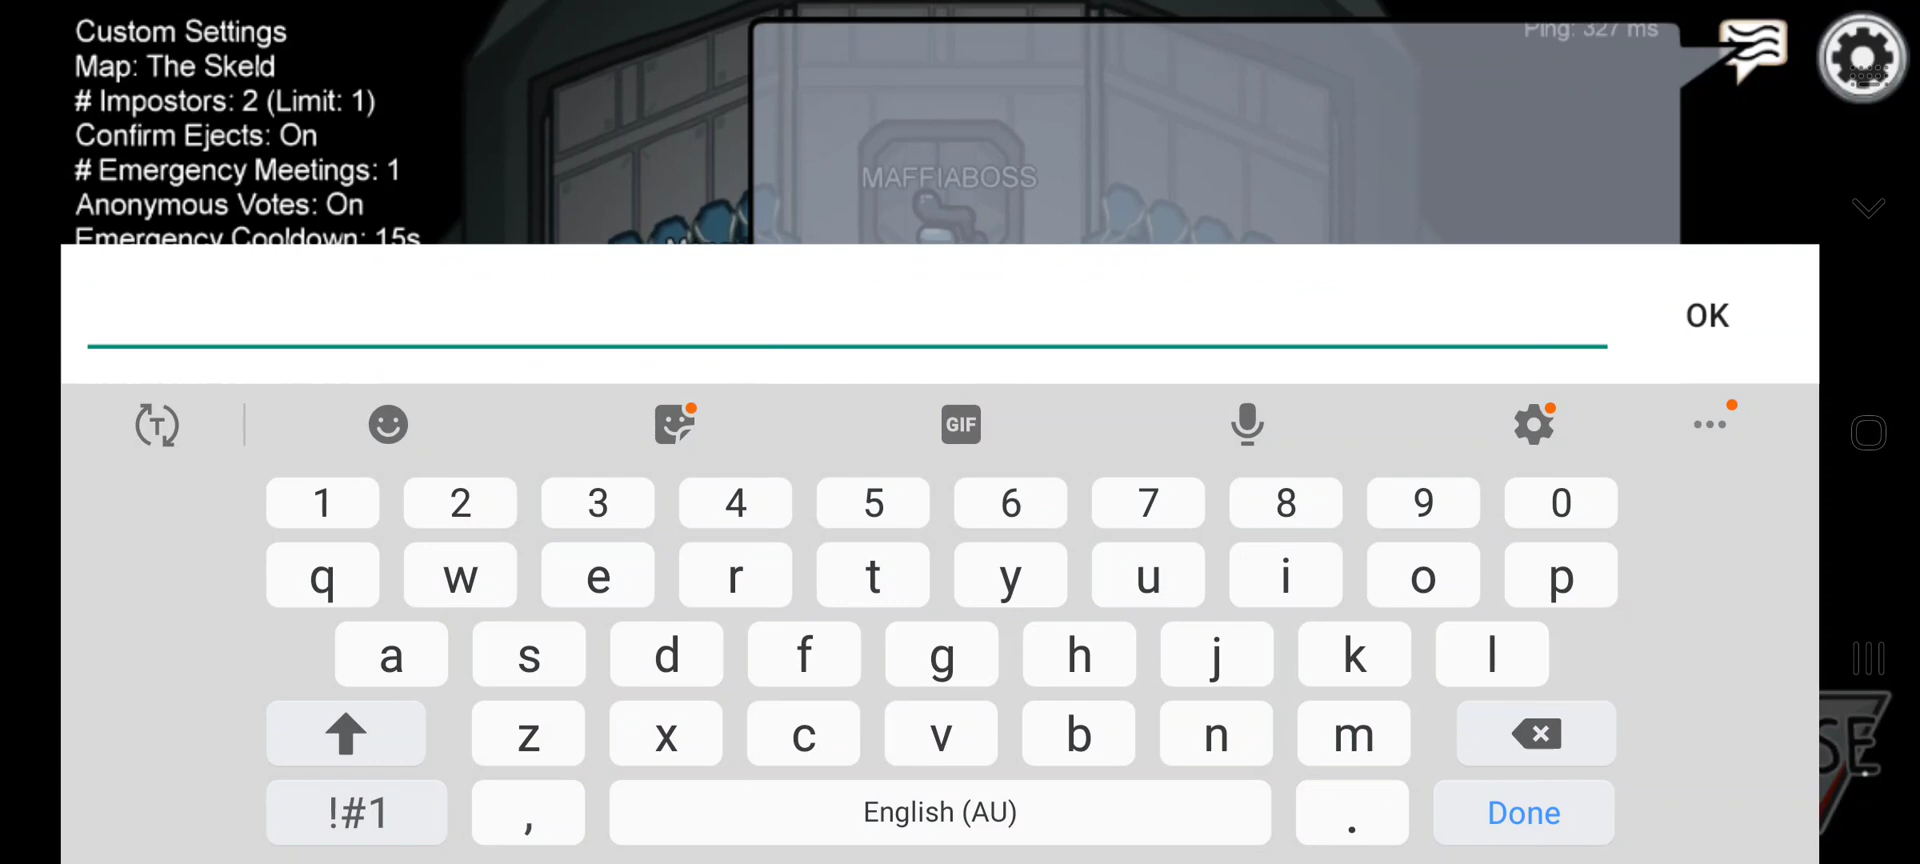 Custom Settings
Map: The Skeld
# Impostors: 2 (Limit: 1)
Confirm Ejects: On
# Emergency Meetings: 1
Anonymous Votes: On
Emergency Cooldown: 15s
Ping: 327 ms
MAFFIABOSS
OK
GIF
1 2 3 4 5 6 7 8 9 0
q w e r t y u i o p
a s d f g h j k l
z x c v b n m
!#1 , English (AU) . Done